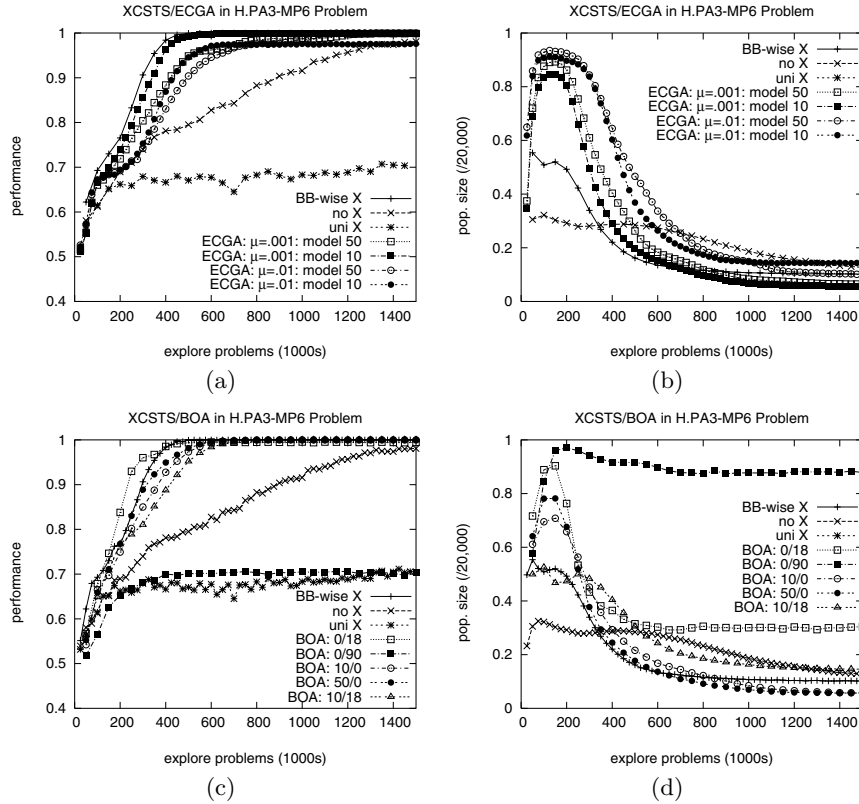 XCSTS/ECGA in H.PA3-MP6 Problem
1
0.9
0.8
0.7
0.6
0.5
0.4
performance
BB-wise X
no X
uni X
ECGA: μ=.001: model 50
ECGA: μ=.001: model 10
ECGA: μ=.01: model 50
ECGA: μ=.01: model 10
0 200 400 600 800 1000 1200 1400
explore problems (1000s)
(a)
XCSTS/ECGA in H.PA3-MP6 Problem
1
0.8
0.6
0.4
0.2
0
pop. size (/20,000)
BB-wise X
no X
uni X
ECGA: μ=.001: model 50
ECGA: μ=.001: model 10
ECGA: μ=.01: model 50
ECGA: μ=.01: model 10
0 200 400 600 800 1000 1200 1400
explore problems (1000s)
(b)
XCSTS/BOA in H.PA3-MP6 Problem
1
0.9
0.8
0.7
0.6
0.5
0.4
performance
BB-wise X
no X
uni X
BOA: 0/18
BOA: 0/90
BOA: 10/0
BOA: 50/0
BOA: 10/18
0 200 400 600 800 1000 1200 1400
explore problems (1000s)
(c)
XCSTS/BOA in H.PA3-MP6 Problem
1
0.8
0.6
0.4
0.2
0
pop. size (/20,000)
BB-wise X
no X
uni X
BOA: 0/18
BOA: 0/90
BOA: 10/0
BOA: 50/0
BOA: 10/18
0 200 400 600 800 1000 1200 1400
explore problems (1000s)
(d)